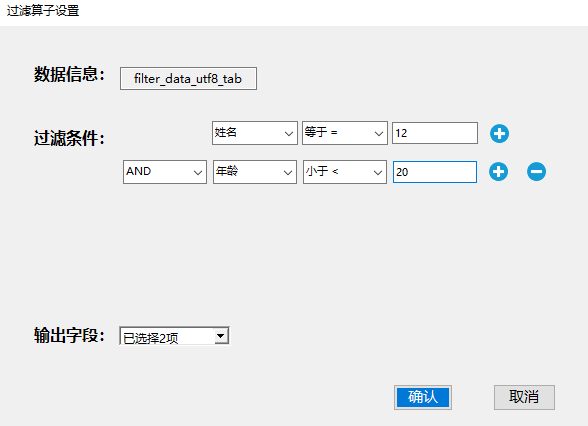 过滤算子设置
数据信息： filter_data_utf8_tab
过滤条件： 姓名 等于 = 12
AND 年龄 小于 < 20
输出字段： 已选择2项
确认 取消